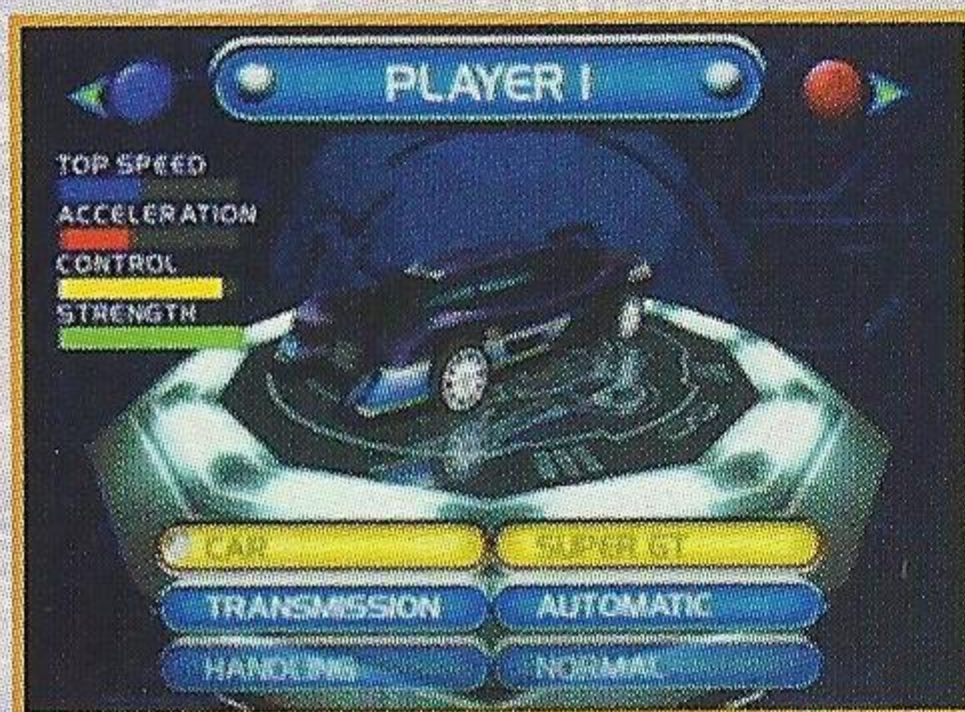 PLAYER 1
TOP SPEED
ACCELERATION
CONTROL
STRENGTH
CAR SUPER GT
TRANSMISSION AUTOMATIC
HANDLING NORMAL